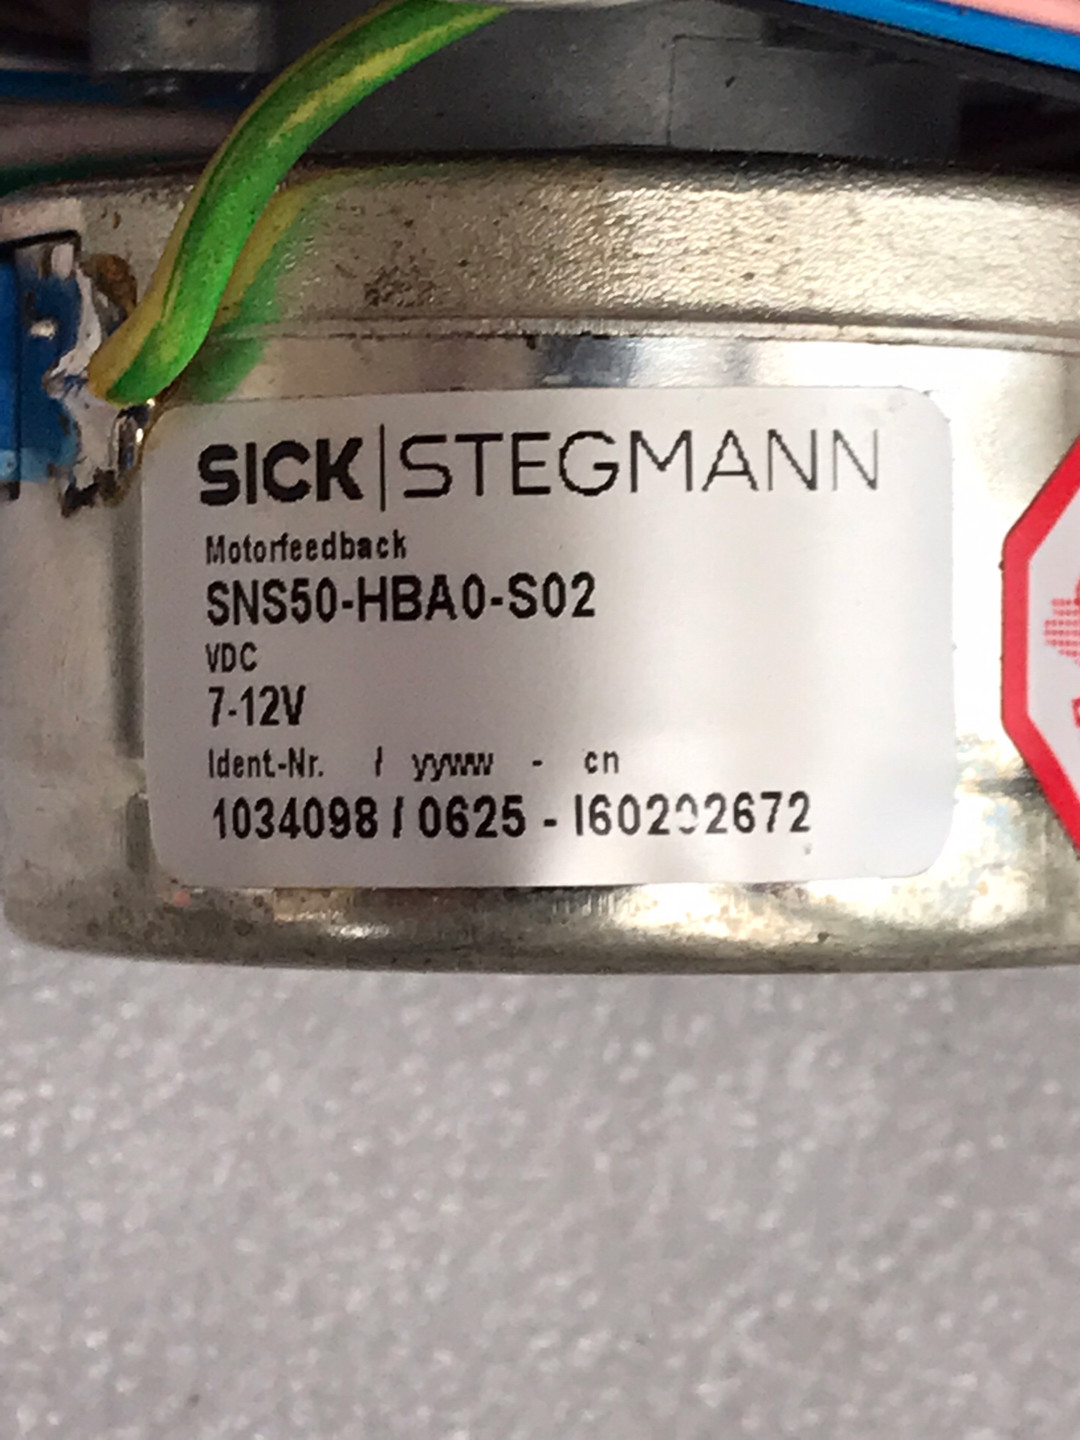 SICK|STEGMANN
Motorfeedback
SNS50-HBA0-S02
VDC
7-12V
Ident.-Nr. / yyww - cn
1034098 / 0625 -